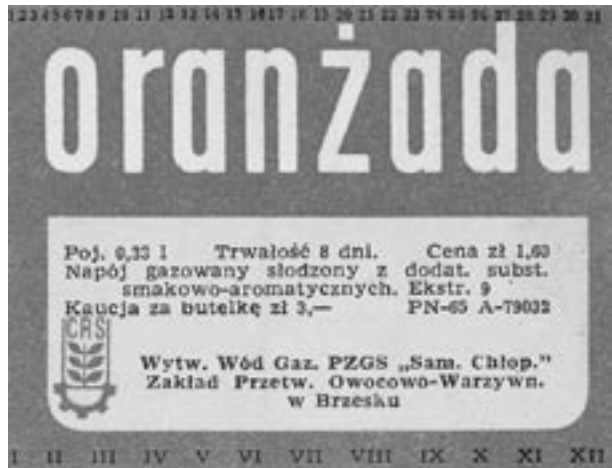 1 2 3 4 5 6 7 8 9 10 11 12 13 14 15 16 17 18 19 20 21 22 23 24 25 26 27 28 29 30 31
oranżada
Poj. 0,33 l Trwałość 8 dni. Cena zł 1,60
Napój gazowany słodzony z dodat. subst.
smakowo-aromatycznych. Ekstr. 9
Kaucja za butelkę zł 3,— PN-65 A-79032
CRS
Wytw. Wód Gaz. PZGS „Sam. Chłop.”
Zakład Przetw. Owocowo-Warzywn.
w Brzesku
I II III IV V VI VII VIII IX X XI XII